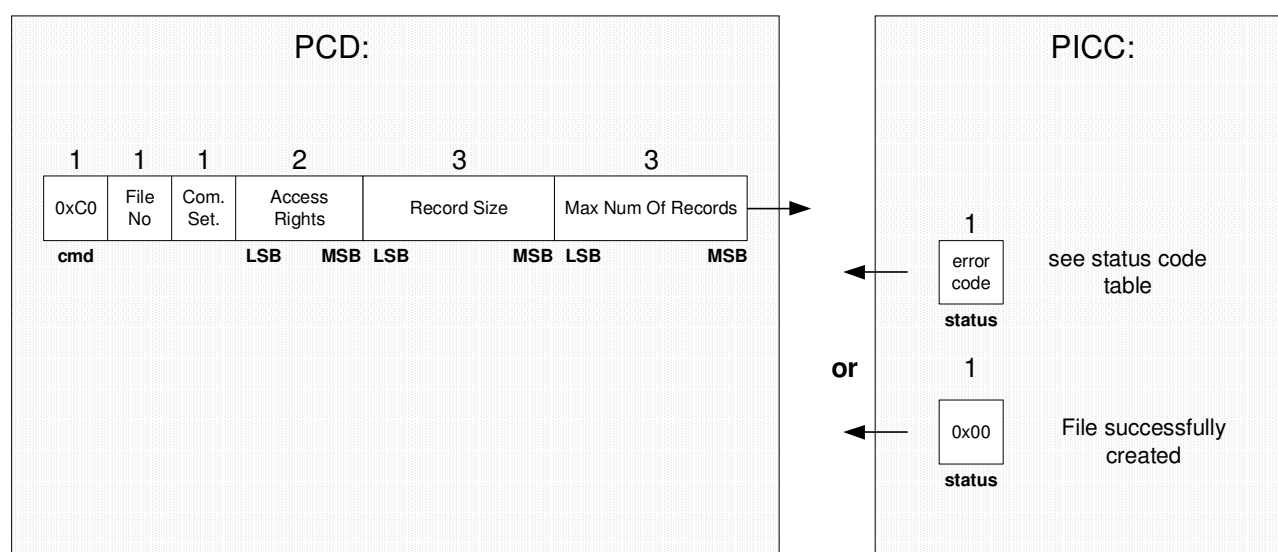 PCD:
PICC:
1 1 1 2 3 3
0xC0 File No Com. Set. Access Rights Record Size Max Num Of Records
cmd LSB MSB LSB MSB LSB MSB
1
error code
see status code
table
status
or
1
0x00
File successfully
created
status